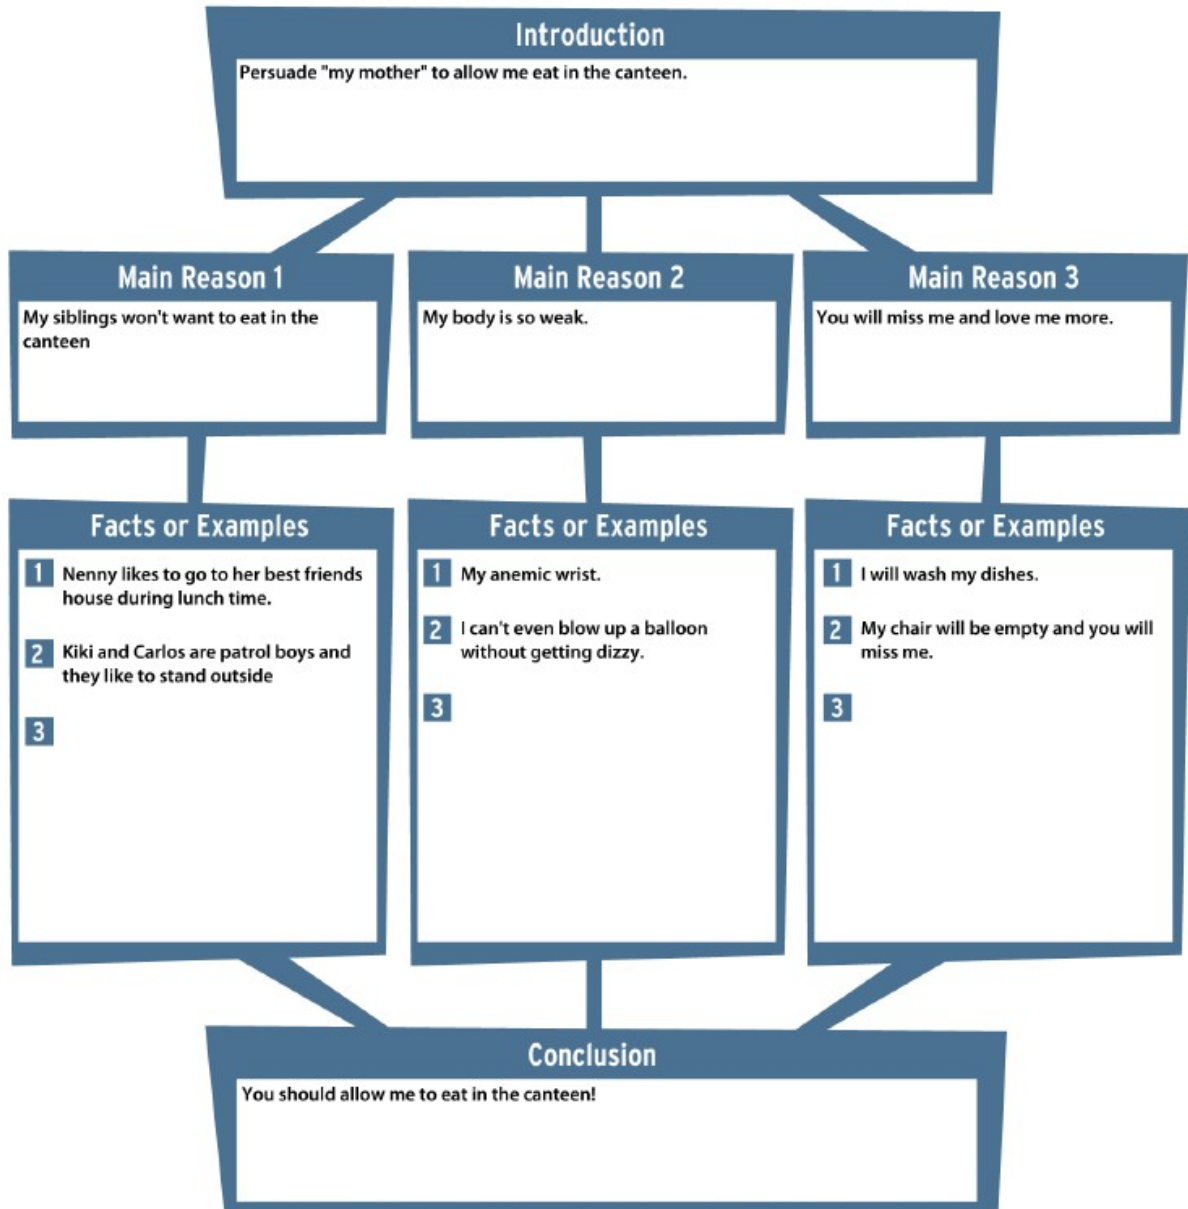 Introduction
Persuade "my mother" to allow me eat in the canteen.
Main Reason 1
My siblings won't want to eat in the
canteen
Main Reason 2
My body is so weak.
Main Reason 3
You will miss me and love me more.
Facts or Examples
1 Nenny likes to go to her best friends
house during lunch time.
2 Kiki and Carlos are patrol boys and
they like to stand outside
3
Facts or Examples
1 My anemic wrist.
2 I can't even blow up a balloon
without getting dizzy.
3
Facts or Examples
1 I will wash my dishes.
2 My chair will be empty and you will
miss me.
3
Conclusion
You should allow me to eat in the canteen!